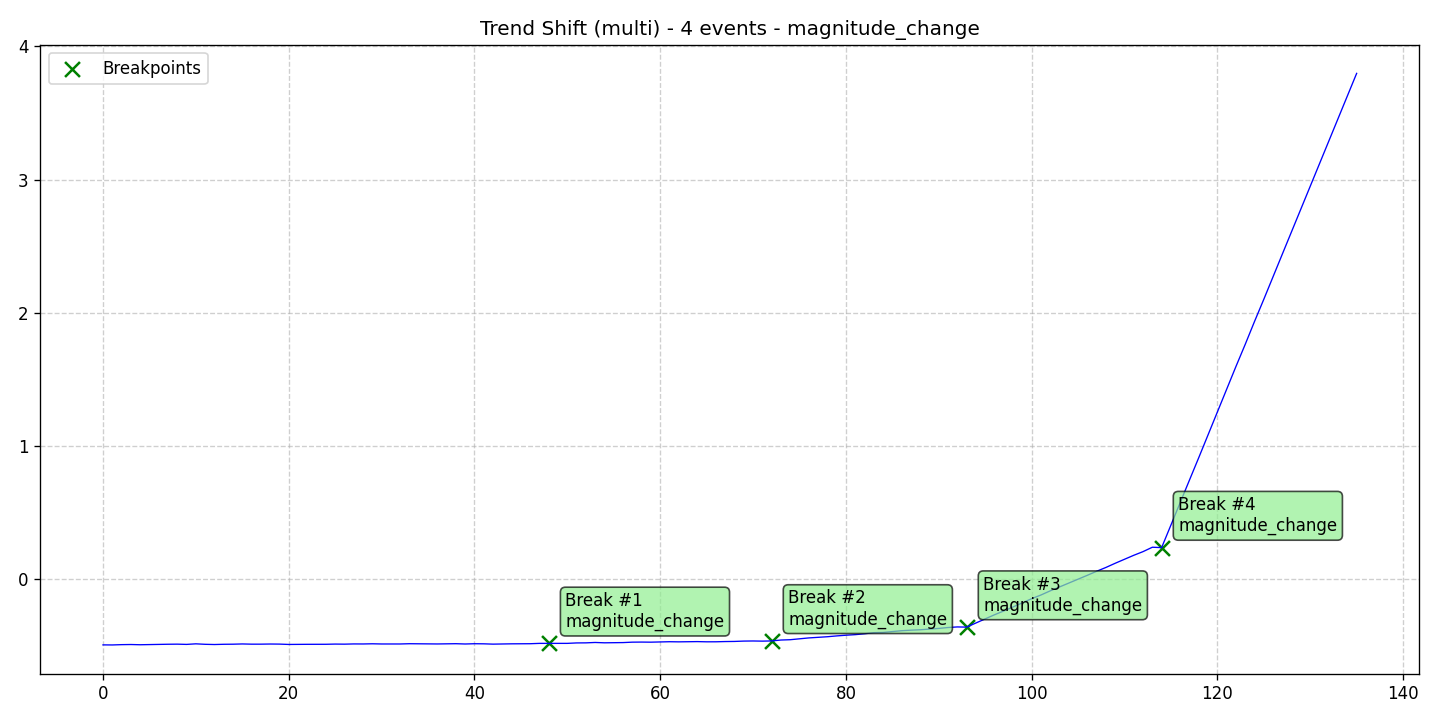 Trend Shift (multi) - 4 events - magnitude_change
Breakpoints
4
3
2
1
0
Break #4
magnitude_change
Break #3
magnitude_change
Break #2
magnitude_change
Break #1
magnitude_change
0
20
40
60
80
100
120
140